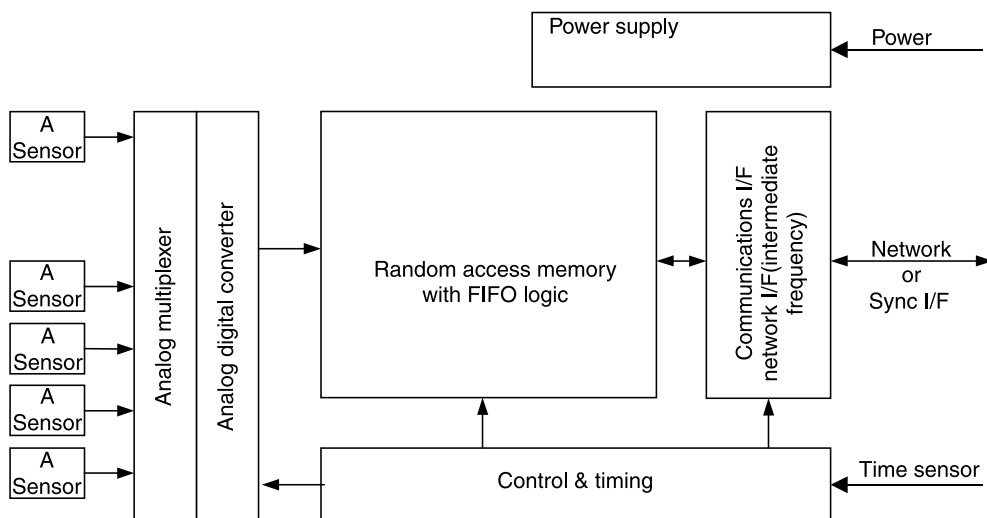 Power supply
Power
A
Sensor
A
Sensor
A
Sensor
A
Sensor
A
Sensor
Analog multiplexer
Analog digital converter
Random access memory
with FIFO logic
Communications I/F
network I/F(intermediate
frequency)
Network
or
Sync I/F
Control & timing
Time sensor